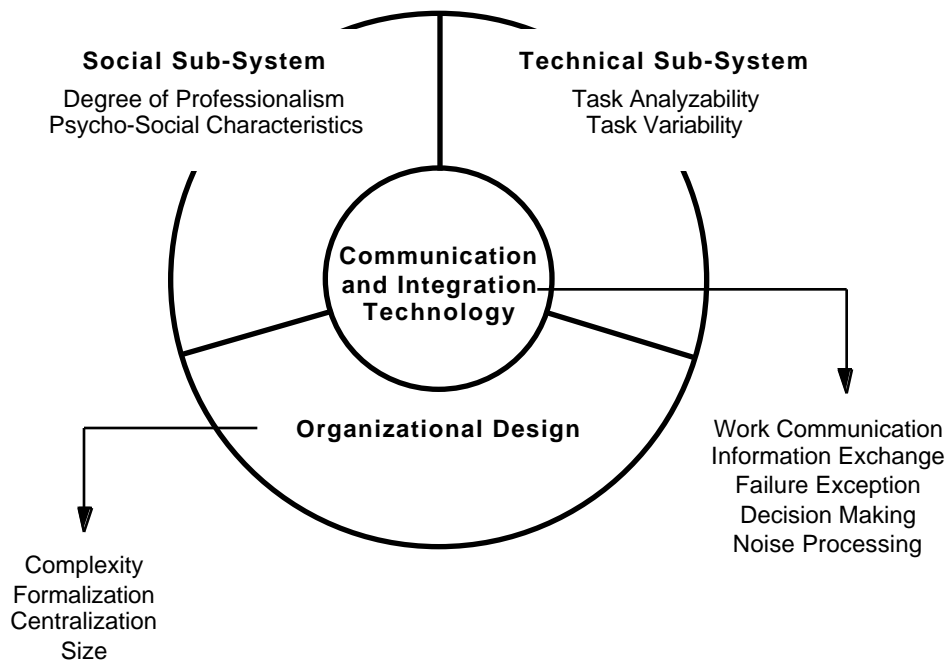 Social Sub-System
Degree of Professionalism
Psycho-Social Characteristics
Technical Sub-System
Task Analyzability
Task Variability
Communication
and Integration
Technology
Organizational Design
Work Communication
Information Exchange
Failure Exception
Decision Making
Noise Processing
Complexity
Formalization
Centralization
Size